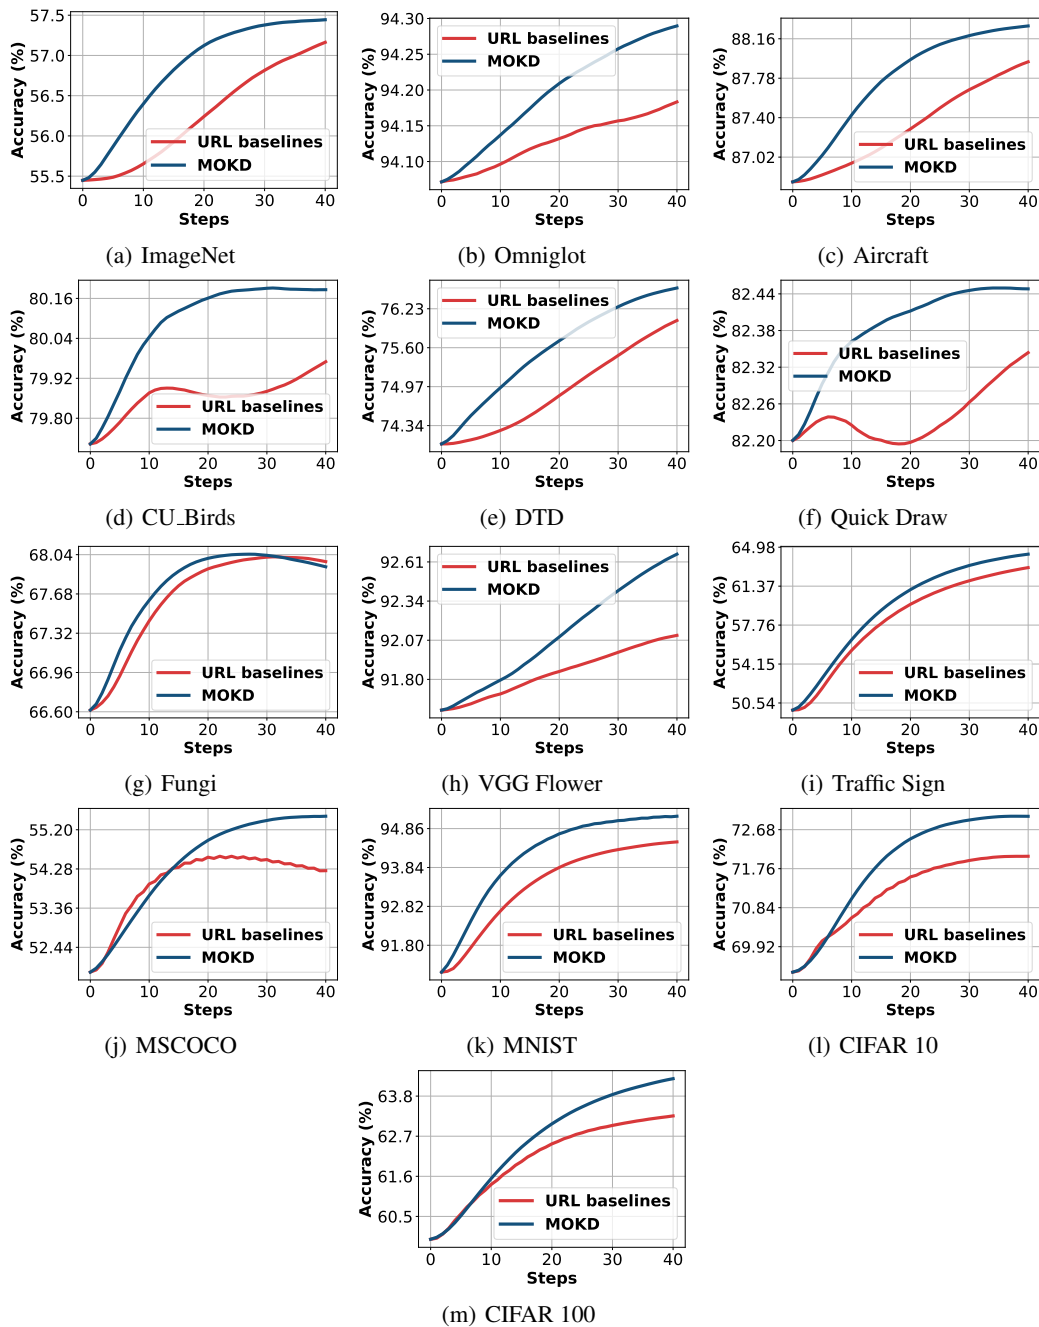 57.5
57.0
56.5
56.0
55.5
Accuracy (%)
URL baselines
MOKD
0 10 20 30 40
Steps
(a) ImageNet
94.30
94.25
94.20
94.15
94.10
Accuracy (%)
URL baselines
MOKD
0 10 20 30 40
Steps
(b) Omniglot
88.16
87.78
87.40
87.02
Accuracy (%)
URL baselines
MOKD
0 10 20 30 40
Steps
(c) Aircraft
80.16
80.04
79.92
79.80
Accuracy (%)
URL baselines
MOKD
0 10 20 30 40
Steps
(d) CU_Birds
76.23
75.60
74.97
74.34
Accuracy (%)
URL baselines
MOKD
0 10 20 30 40
Steps
(e) DTD
82.44
82.38
82.32
82.26
82.20
Accuracy (%)
URL baselines
MOKD
0 10 20 30 40
Steps
(f) Quick Draw
68.04
67.68
67.32
66.96
66.60
Accuracy (%)
URL baselines
MOKD
0 10 20 30 40
Steps
(g) Fungi
92.61
92.34
92.07
91.80
Accuracy (%)
URL baselines
MOKD
0 10 20 30 40
Steps
(h) VGG Flower
64.98
61.37
57.76
54.15
50.54
Accuracy (%)
URL baselines
MOKD
0 10 20 30 40
Steps
(i) Traffic Sign
55.20
54.28
53.36
52.44
Accuracy (%)
URL baselines
MOKD
0 10 20 30 40
Steps
(j) MSCOCO
94.86
93.84
92.82
91.80
Accuracy (%)
URL baselines
MOKD
0 10 20 30 40
Steps
(k) MNIST
72.68
71.76
70.84
69.92
Accuracy (%)
URL baselines
MOKD
0 10 20 30 40
Steps
(l) CIFAR 10
63.8
62.7
61.6
60.5
Accuracy (%)
URL baselines
MOKD
0 10 20 30 40
Steps
(m) CIFAR 100